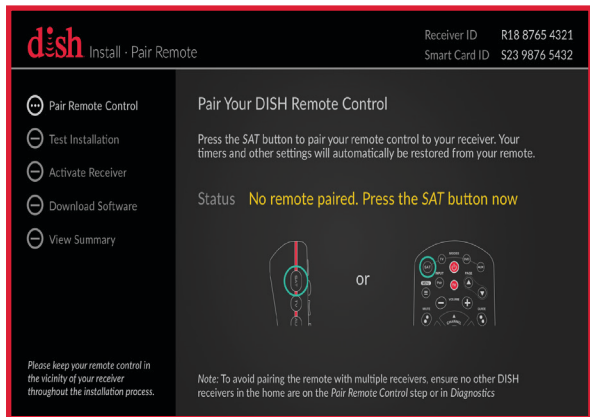 dish Install · Pair Remote
Receiver ID R18 8765 4321
Smart Card ID S23 9876 5432
Pair Remote Control
Test Installation
Activate Receiver
Download Software
View Summary
Please keep your remote control in
the vicinity of your receiver
throughout the installation process.
Pair Your DISH Remote Control
Press the SAT button to pair your remote control to your receiver. Your
timers and other settings will automatically be restored from your remote.
Status No remote paired. Press the SAT button now
or
SAT
Note: To avoid pairing the remote with multiple receivers, ensure no other DISH
receivers in the home are on the Pair Remote Control step or in Diagnostics